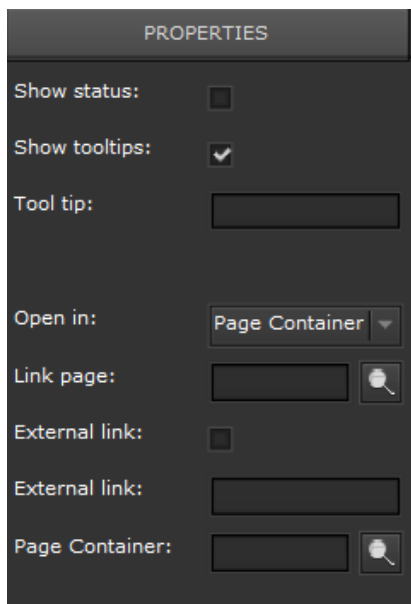 PROPERTIES
Show status:
Show tooltips:
Tool tip:
Open in: Page Container
Link page:
External link:
External link:
Page Container: